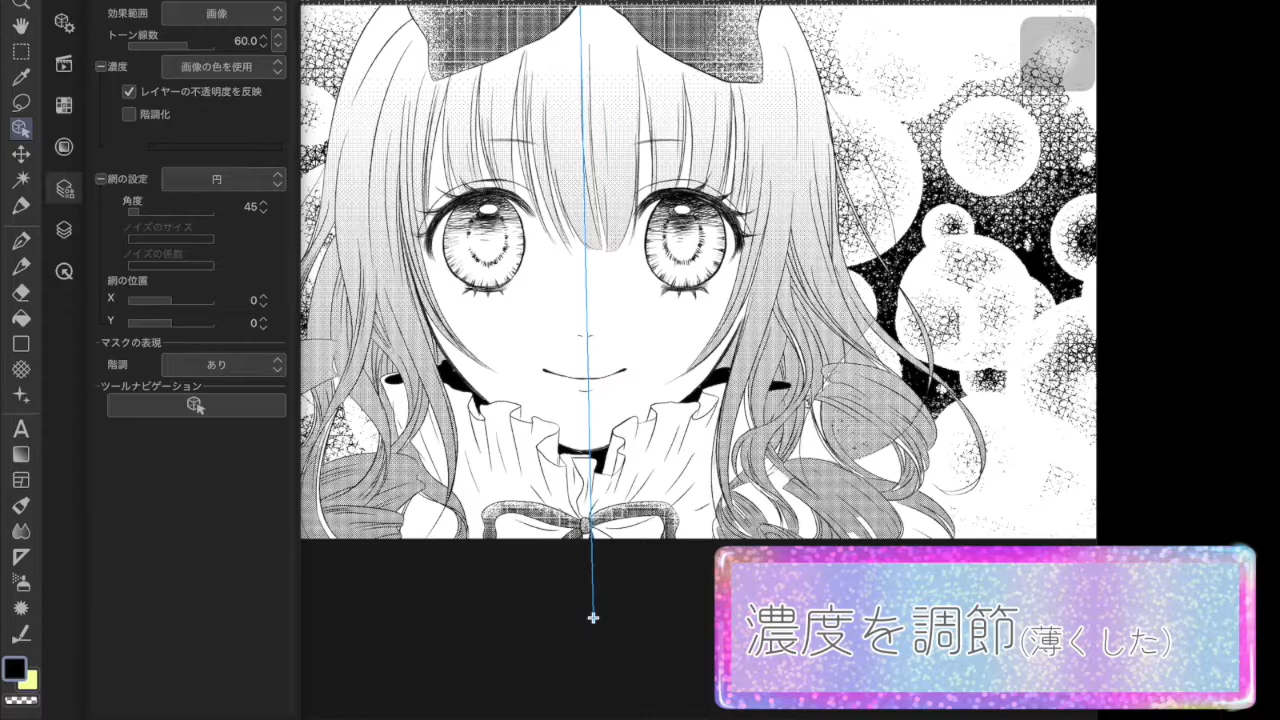 効果範囲 画像
トーン線数 60.0
濃度 画像の色を使用
レイヤーの不透明度を反映
階調化
網の設定 円
角度 45
ノイズのサイズ
ノイズの係数
網の位置
X 0
Y 0
マスクの表現
階調 あり
ツールナビゲーション
濃度を調節(薄くした)